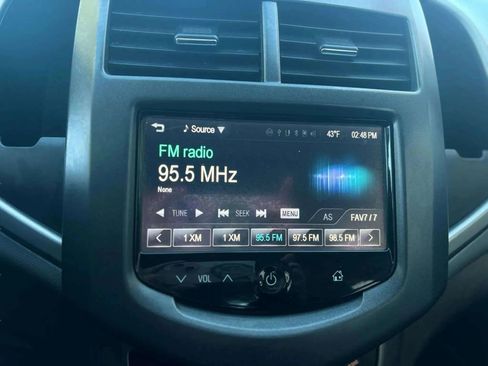 ♪ Source ▼ 43°F 02:48 PM
FM radio
95.5 MHz
None
◀ TUNE ▶ SEEK MENU AS FAV7 / 7
1 XM 1 XM 95.5 FM 97.5 FM 98.5 FM
VOL